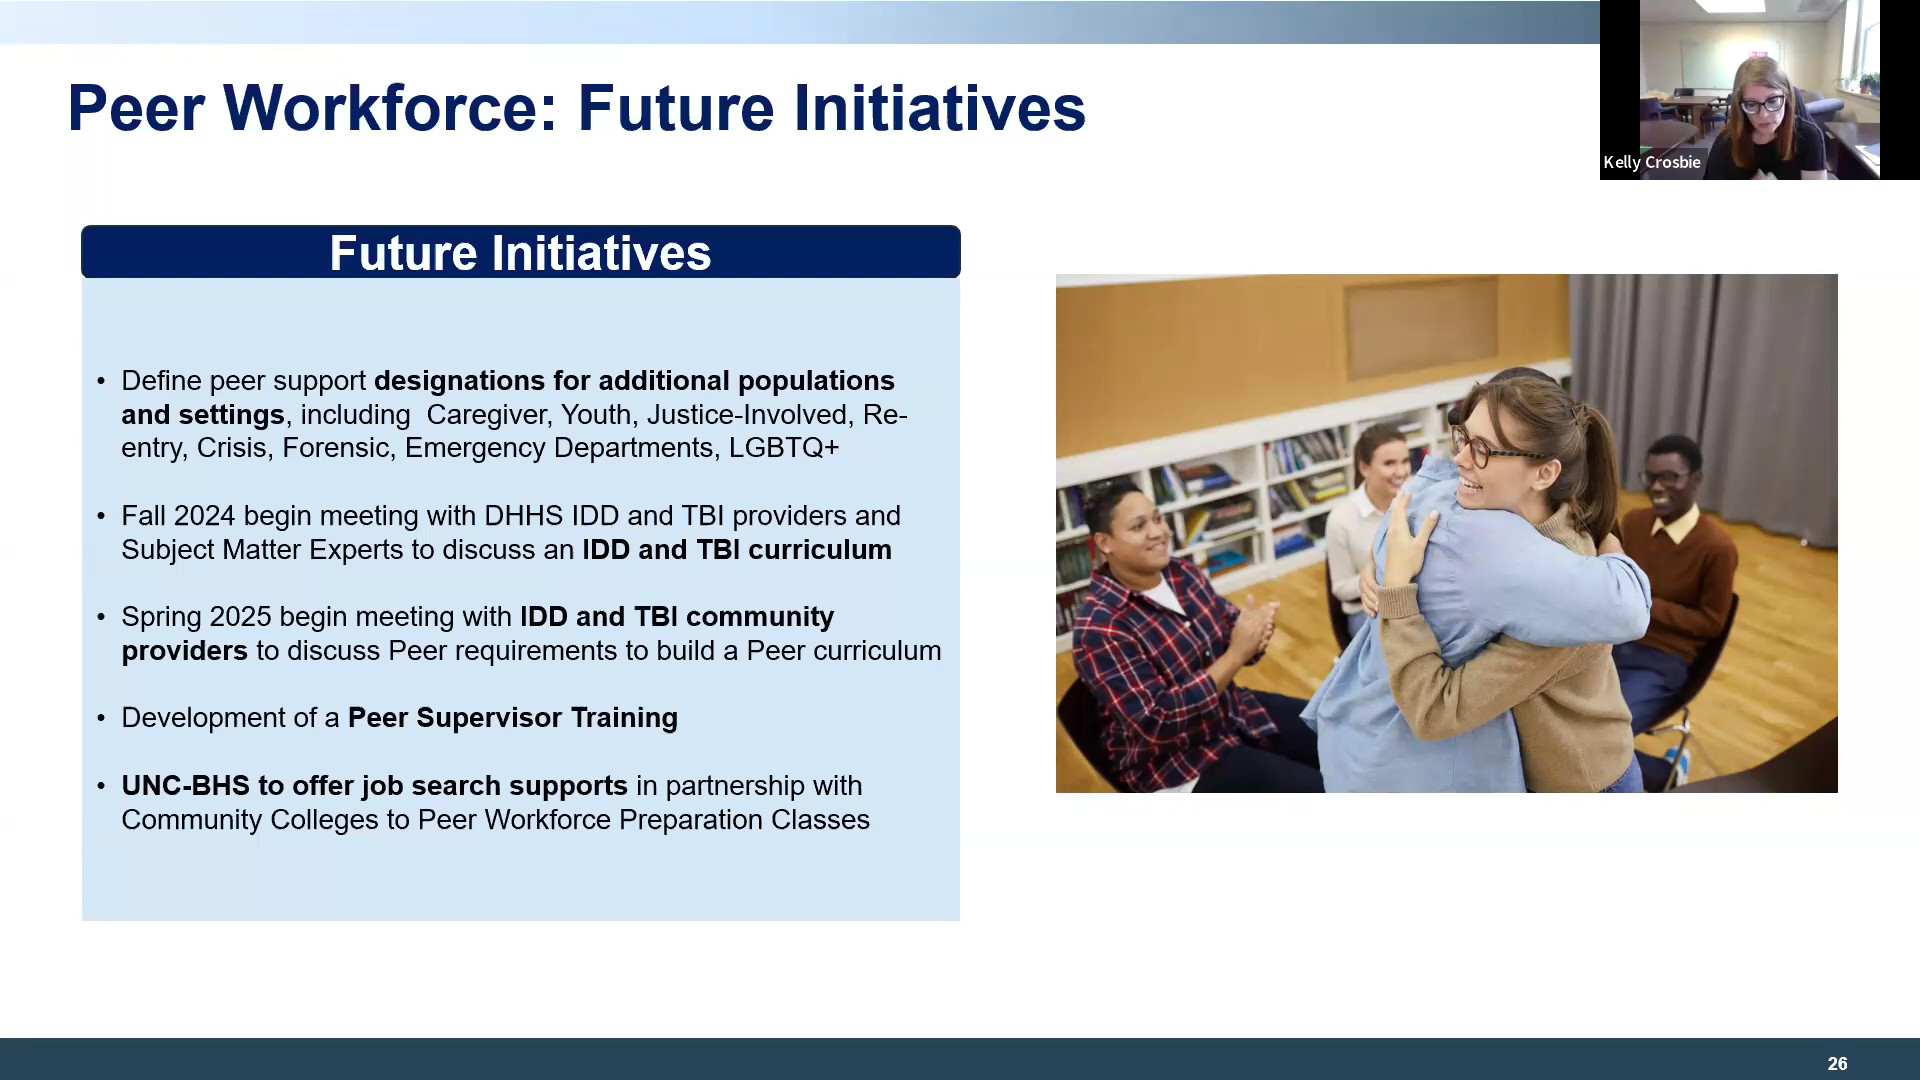 Peer Workforce: Future Initiatives
Kelly Crosbie
Future Initiatives
• Define peer support designations for additional populations
and settings, including  Caregiver, Youth, Justice-Involved, Re-
entry, Crisis, Forensic, Emergency Departments, LGBTQ+
• Fall 2024 begin meeting with DHHS IDD and TBI providers and
Subject Matter Experts to discuss an IDD and TBI curriculum
• Spring 2025 begin meeting with IDD and TBI community
providers to discuss Peer requirements to build a Peer curriculum
• Development of a Peer Supervisor Training
• UNC-BHS to offer job search supports in partnership with
Community Colleges to Peer Workforce Preparation Classes
26